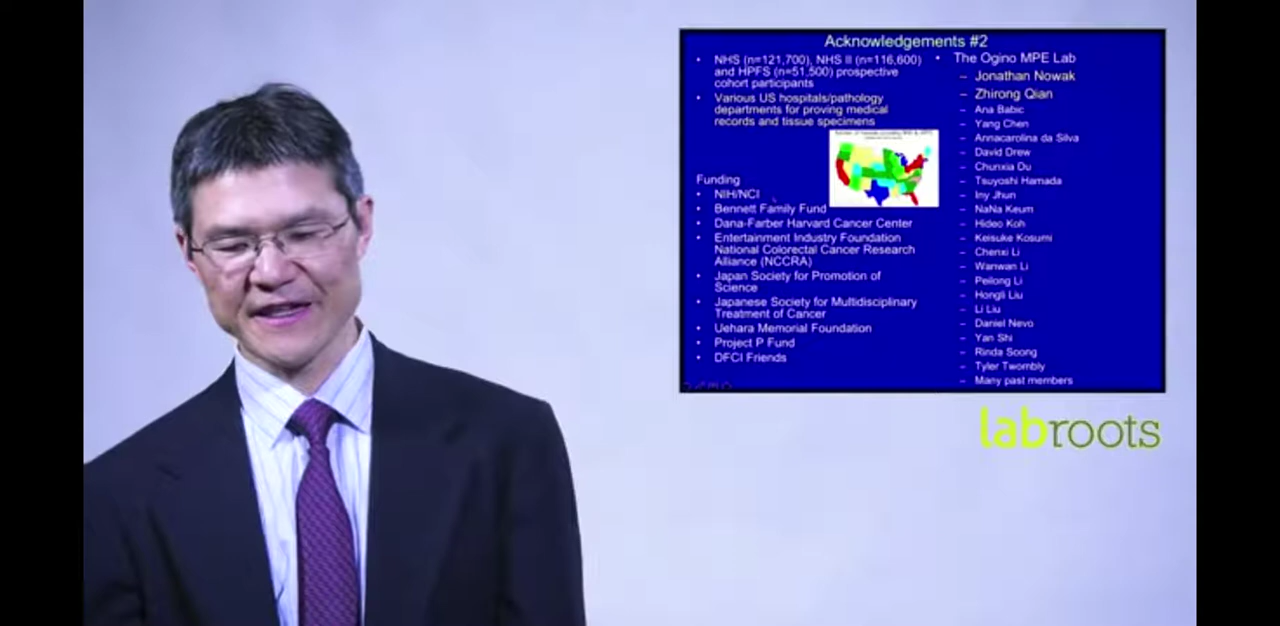 Acknowledgements #2
• NHS (n=121,700), NHS II (n=116,600)
and HPFS (n=51,500) prospective
cohort participants
• Various US hospitals/pathology
departments for proving medical
records and tissue specimens
Funding
• NIH/NCI
• Bennett Family Fund
• Dana-Farber Harvard Cancer Center
• Entertainment Industry Foundation
National Colorectal Cancer Research
Alliance (NCCRA)
• Japan Society for Promotion of
Science
• Japanese Society for Multidisciplinary
Treatment of Cancer
• Uehara Memorial Foundation
• Project P Fund
• DFCI Friends
• The Ogino MPE Lab
– Jonathan Nowak
– Zhirong Qian
– Ana Babic
– Yang Chen
– Annacarolina da Silva
– David Drew
– Chunxia Du
– Tsuyoshi Hamada
– Iny Jhun
– NaNa Keum
– Hideo Koh
– Keisuke Kosumi
– Chenxi Li
– Wanwan Li
– Peilong Li
– Hongli Liu
– Li Liu
– Daniel Nevo
– Yan Shi
– Rinda Soong
– Tyler Twombly
– Many past members
labroots